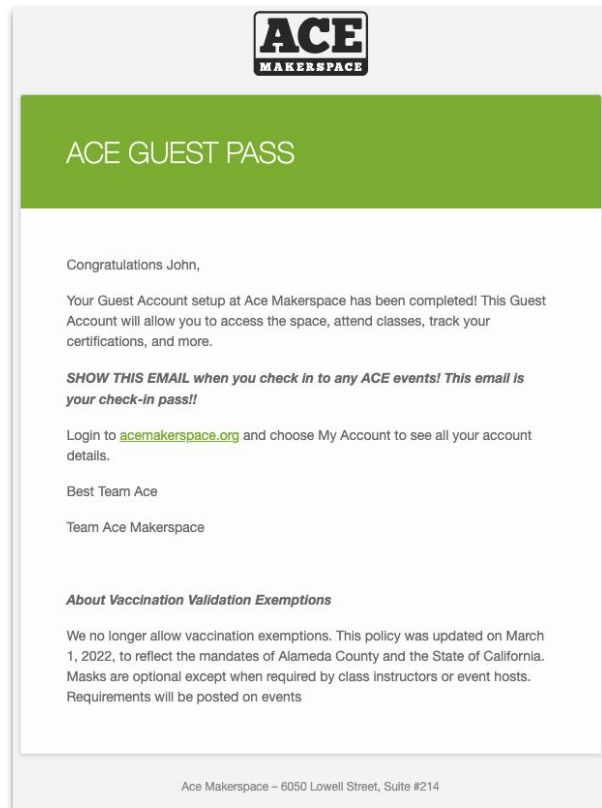 ACE
MAKERSPACE
ACE GUEST PASS
Congratulations John,
Your Guest Account setup at Ace Makerspace has been completed! This Guest
Account will allow you to access the space, attend classes, track your
certifications, and more.
SHOW THIS EMAIL when you check in to any ACE events! This email is
your check-in pass!!
Login to acemakerspace.org and choose My Account to see all your account
details.
Best Team Ace
Team Ace Makerspace
About Vaccination Validation Exemptions
We no longer allow vaccination exemptions. This policy was updated on March
1, 2022, to reflect the mandates of Alameda County and the State of California.
Masks are optional except when required by class instructors or event hosts.
Requirements will be posted on events
Ace Makerspace – 6050 Lowell Street, Suite #214